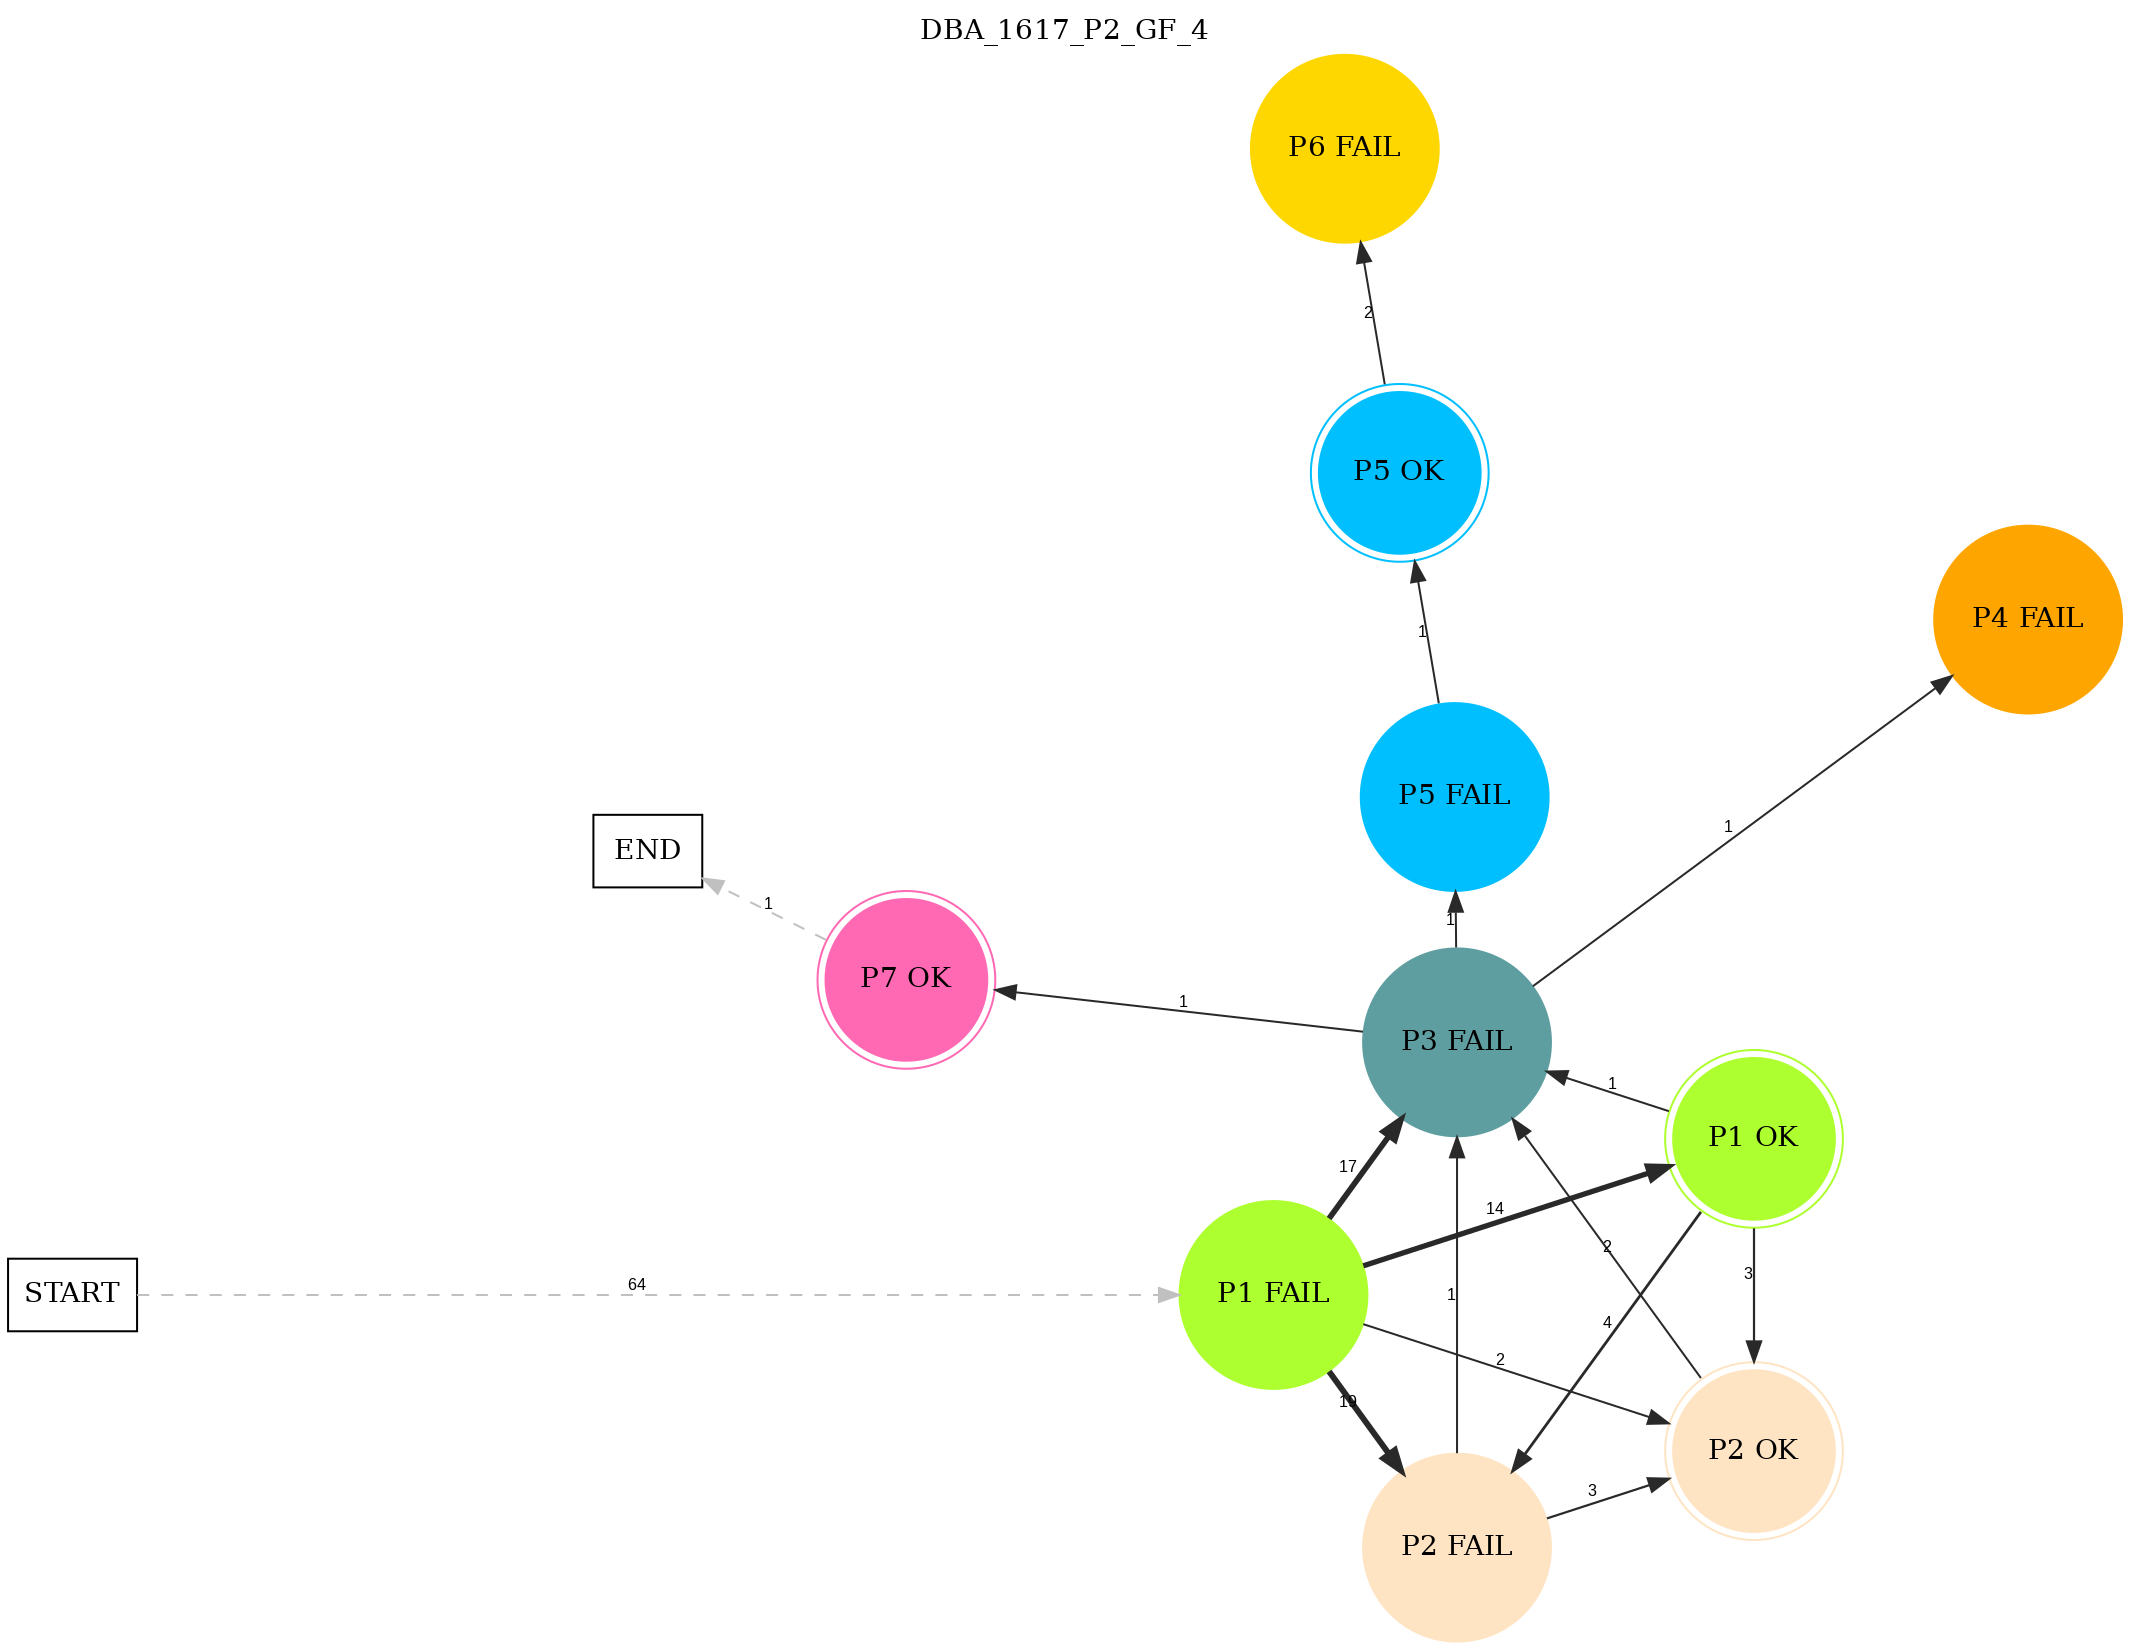 DBA_1617_P2_GF_4
P6 FAIL
2
P5 OK
P4 FAIL
1
P5 FAIL
1
END
1
1
P7 OK
1
P3 FAIL
1
P1 OK
17
14
2
3
START
64
P1 FAIL
1
4
2
19
P2 OK
3
P2 FAIL